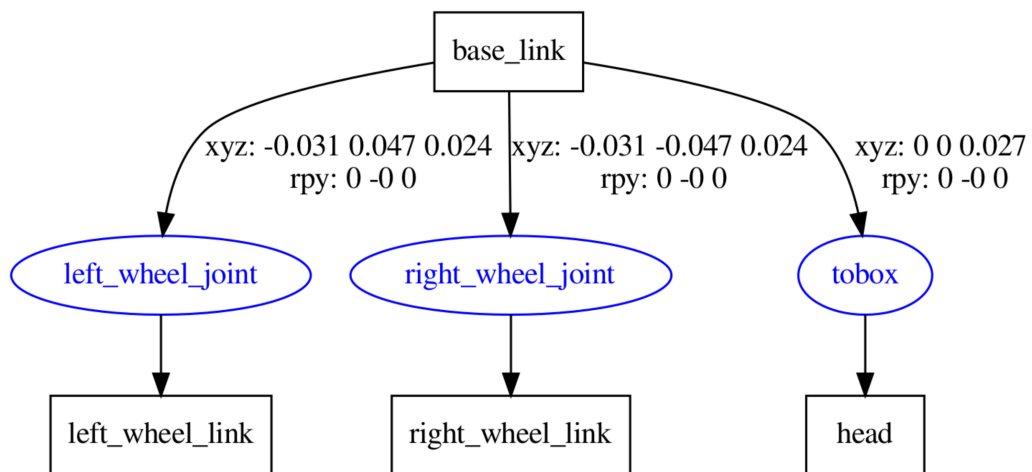 base_link
xyz: -0.031 0.047 0.024
rpy: 0 -0 0
xyz: -0.031 -0.047 0.024
rpy: 0 -0 0
xyz: 0 0 0.027
rpy: 0 -0 0
left_wheel_joint
right_wheel_joint
tobox
left_wheel_link
right_wheel_link
head